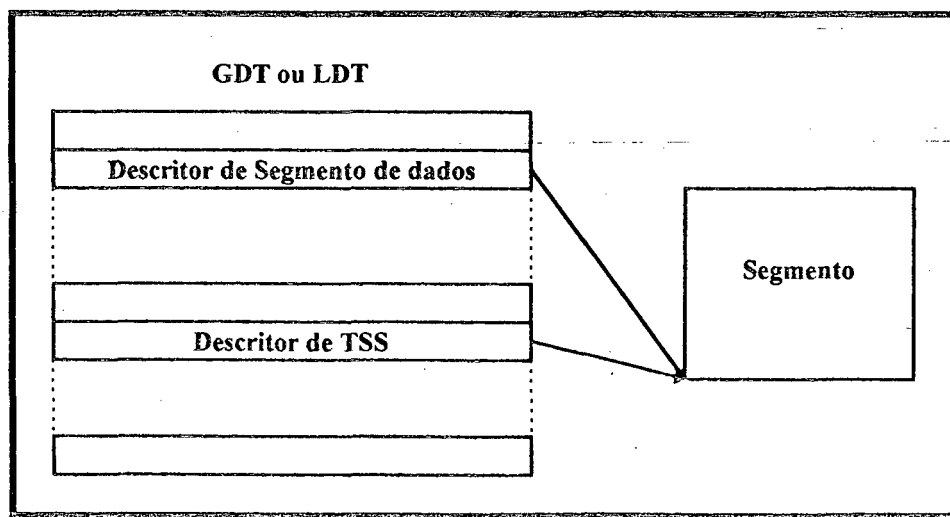 GDT ou LDT
Descritor de Segmento de dados
Segmento
Descritor de TSS